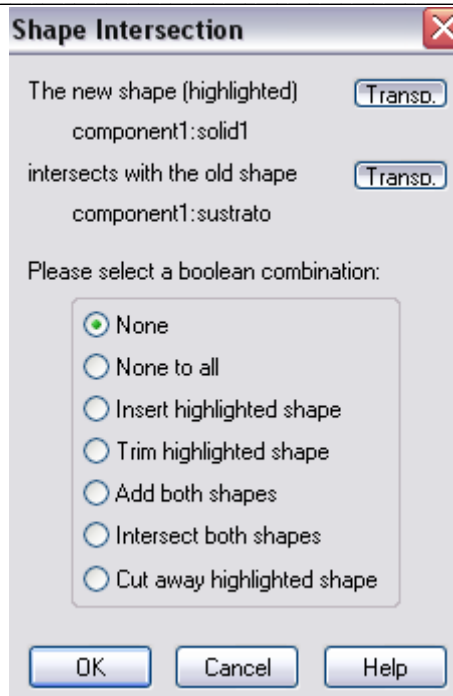 Shape Intersection
The new shape (highlighted) Transp.
component1:solid1
intersects with the old shape Transp.
component1:sustrato
Please select a boolean combination:
None
None to all
Insert highlighted shape
Trim highlighted shape
Add both shapes
Intersect both shapes
Cut away highlighted shape
OK Cancel Help